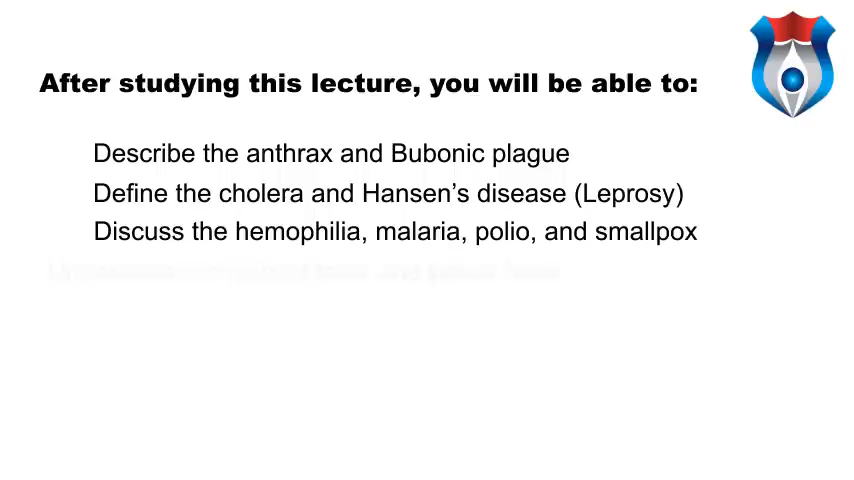 After studying this lecture, you will be able to:
Describe the anthrax and Bubonic plague
Define the cholera and Hansen’s disease (Leprosy)
Discuss the hemophilia, malaria, polio, and smallpox